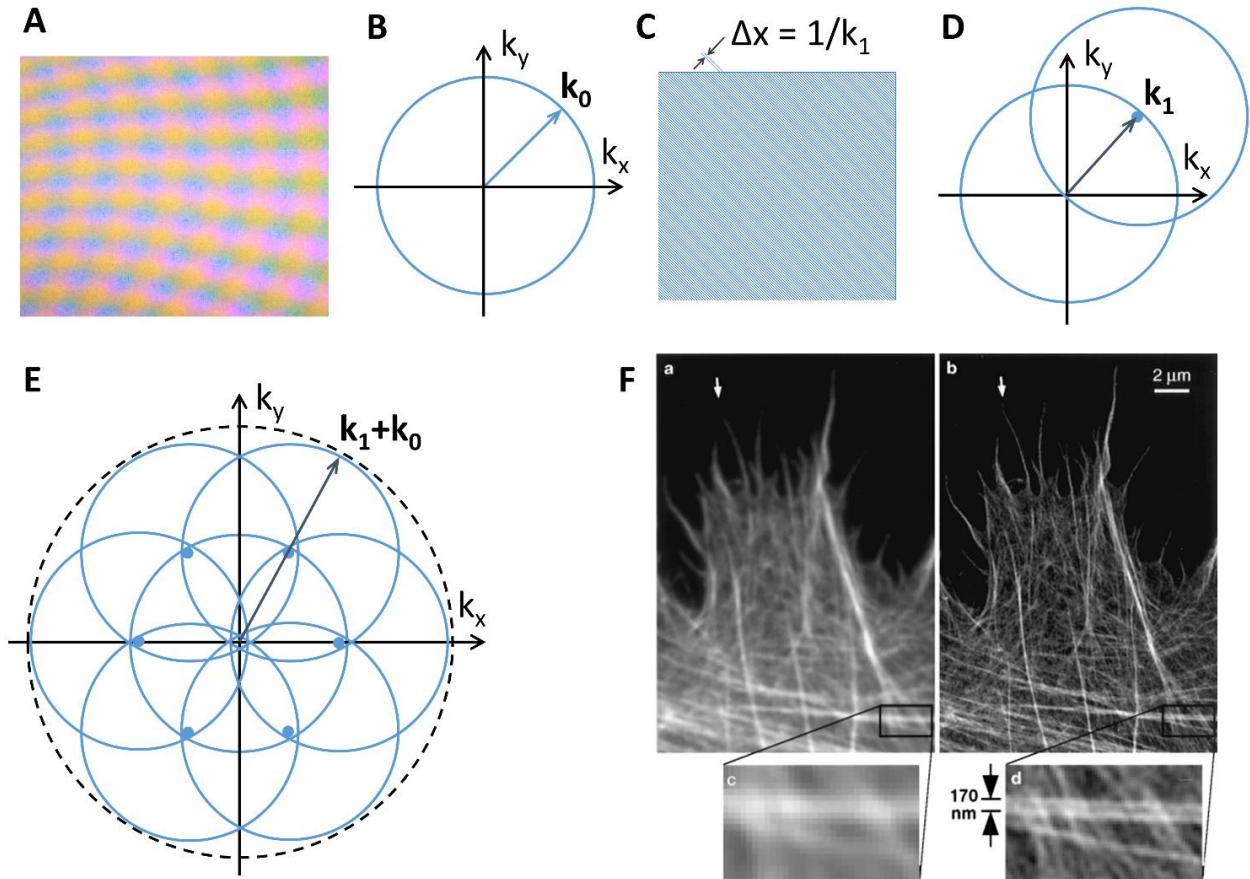 A
B
k_y
k_0
k_x
C
Δx = 1/k_1
D
k_y
k_1
k_x
E
k_y
k_1+k_0
k_x
F
a
b
2 μm
c
170
nm
d